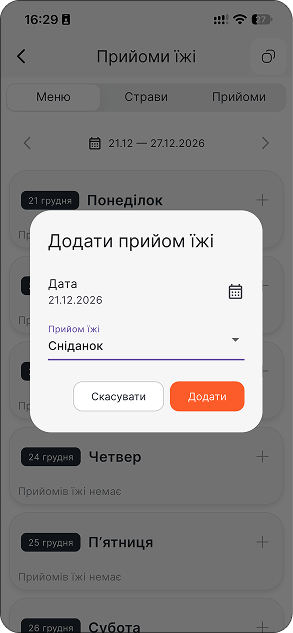 16:29
27
Прийоми їжі
Меню
Страви
Прийоми
21.12 — 27.12.2026
21 грудня
Понеділок
Додати прийом їжі
Дата
21.12.2026
Прийом їжі
Сніданок
Скасувати
Додати
24 грудня
Четвер
Прийомів їжі немає
25 грудня
П’ятниця
Прийомів їжі немає
26 грудня
Субота